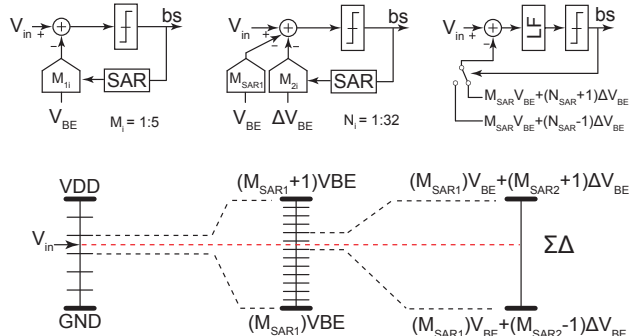 bs
V_in + −
M_1i
SAR
V_BE
M_i = 1:5
bs
V_in + − −
M_SAR1 M_2i
SAR
V_BE ΔV_BE
N_i = 1:32
bs
V_in + −
LF
M_SAR V_BE+(N_SAR+1)ΔV_BE
M_SAR V_BE+(N_SAR-1)ΔV_BE
VDD
V_in
GND
(M_SAR1+1)VBE
(M_SAR1)VBE
(M_SAR1)V_BE+(M_SAR2+1)ΔV_BE
ΣΔ
(M_SAR1)V_BE+(M_SAR2-1)ΔV_BE